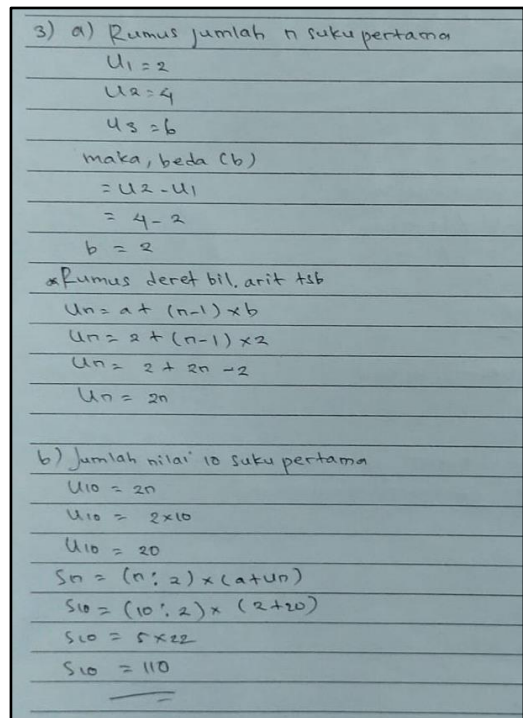 3) a) Rumus jumlah n suku pertama
U1 = 2
U2 = 4
U3 = 6
maka, beda (b)
= U2 - U1
= 4 - 2
b = 2
* Rumus deret bil. arit tsb
Un = a + (n-1) x b
Un = 2 + (n-1) x 2
Un = 2 + 2n - 2
Un = 2n
b) Jumlah nilai 10 suku pertama
U10 = 2n
U10 = 2x10
U10 = 20
Sn = (n : 2) x (a+Un)
S10 = (10 : 2) x (2+20)
S10 = 5 x 22
S10 = 110